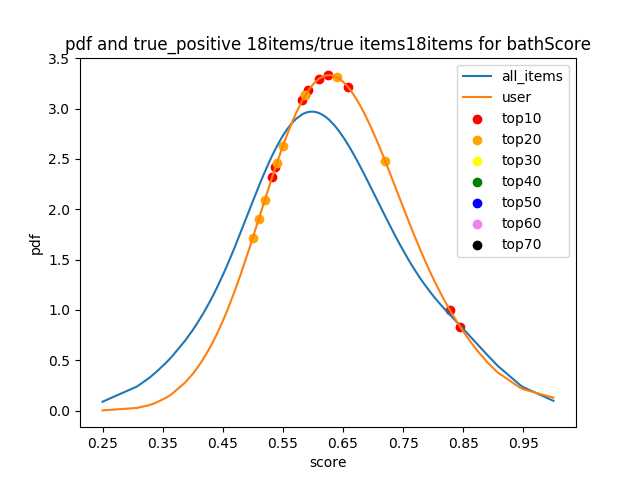 pdf and true_positive 18items/true items18items for bathScore
3.5
3.0
2.5
2.0
1.5
1.0
0.5
0.0
pdf
all_items
user
top10
top20
top30
top40
top50
top60
top70
0.25 0.35 0.45 0.55 0.65 0.75 0.85 0.95
score